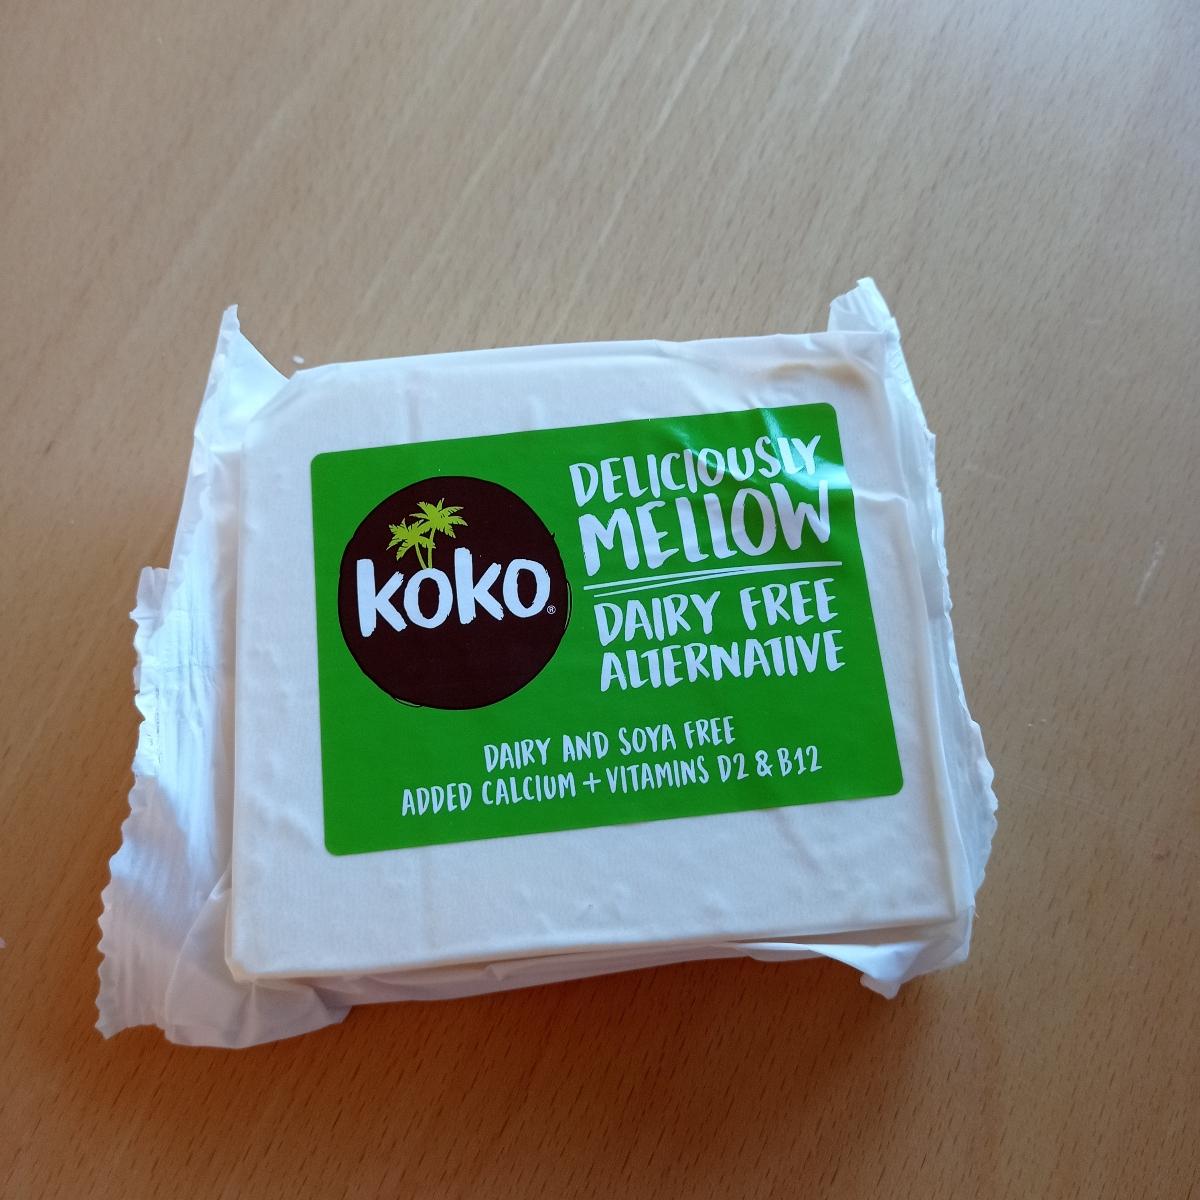 koko®
DELICIOUSLY
MELLOW
DAIRY FREE
ALTERNATIVE
DAIRY AND SOYA FREE
ADDED CALCIUM + VITAMINS D2 & B12